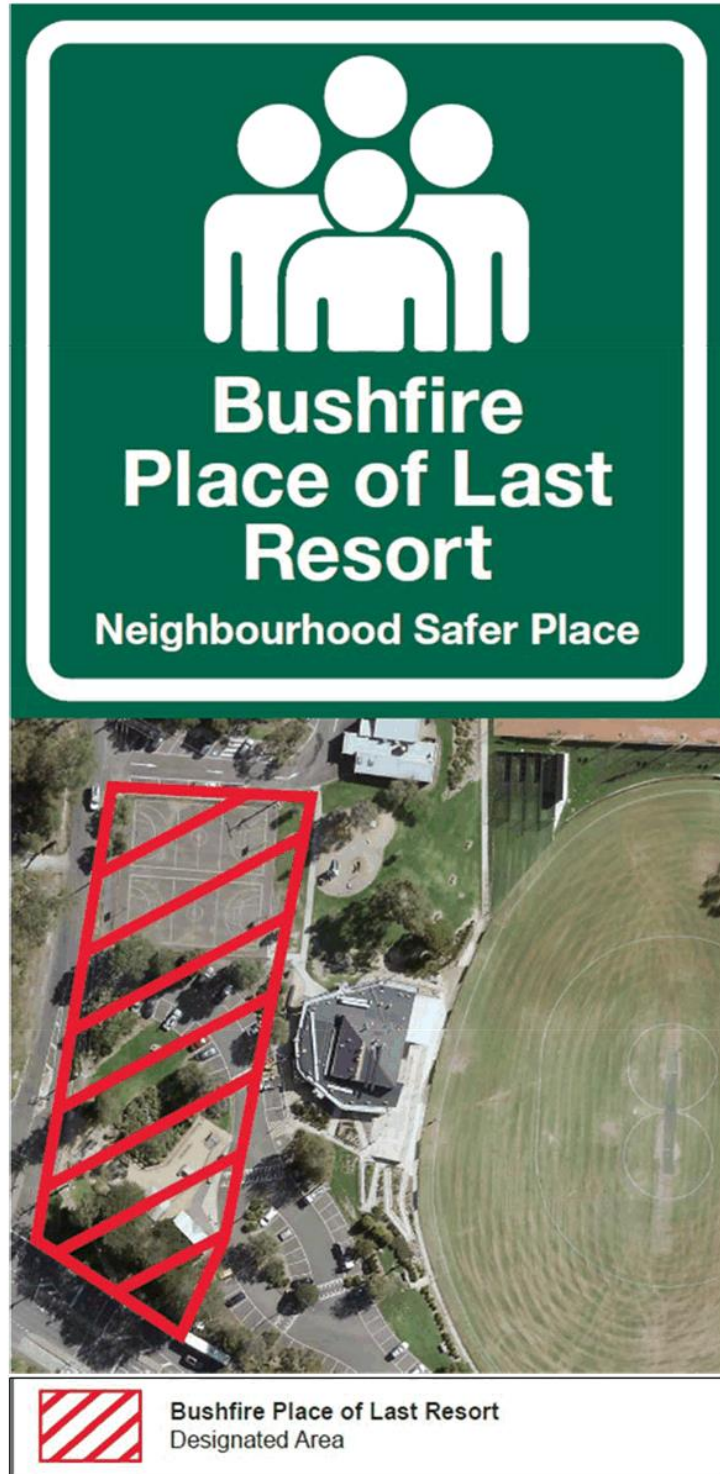 Bushfire
Place of Last
Resort
Neighbourhood Safer Place
Bushfire Place of Last Resort
Designated Area